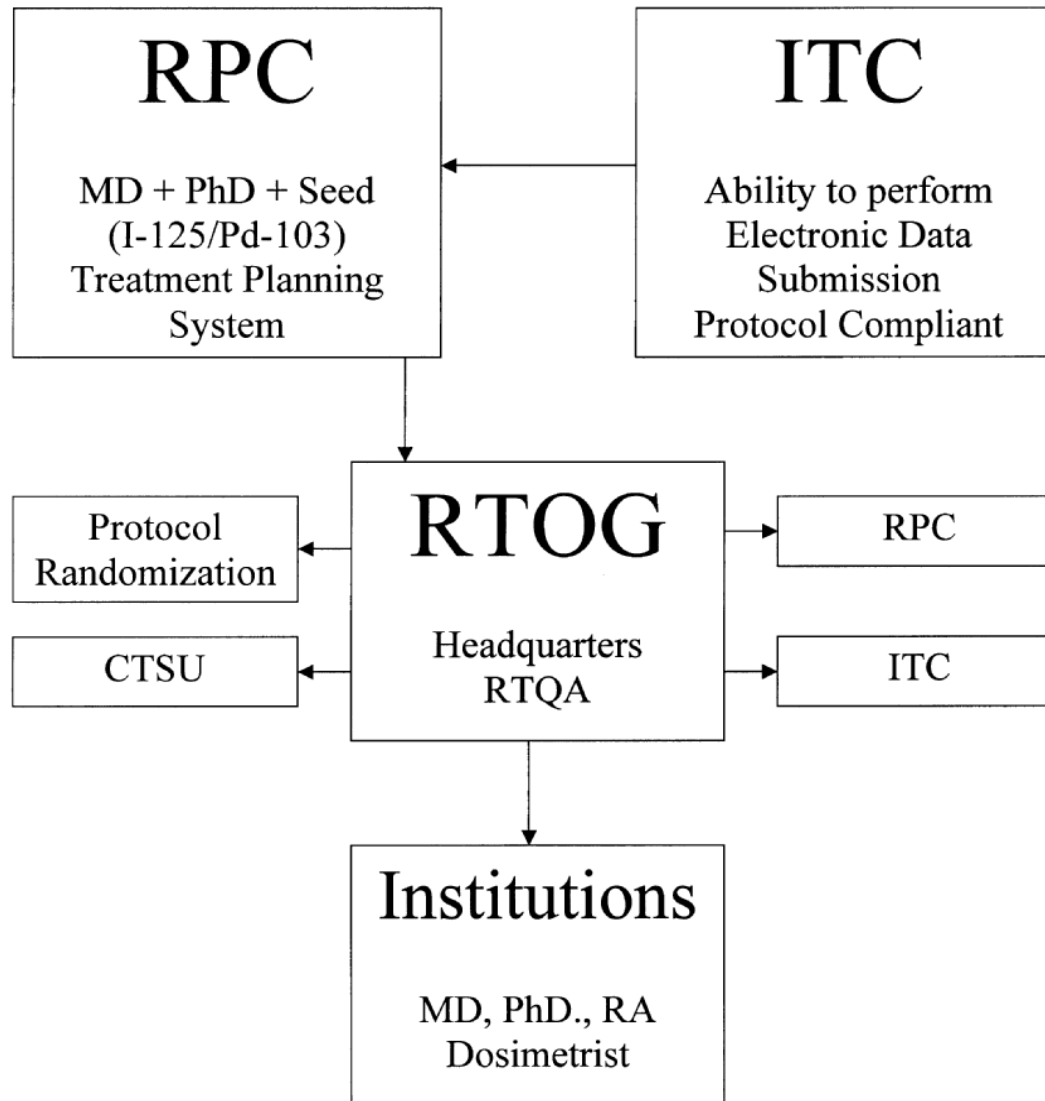 RPC
MD + PhD + Seed
(I-125/Pd-103)
Treatment Planning
System
ITC
Ability to perform
Electronic Data
Submission
Protocol Compliant
Protocol
Randomization
CTSU
RTOG
Headquarters
RTQA
RPC
ITC
Institutions
MD, PhD., RA
Dosimetrist